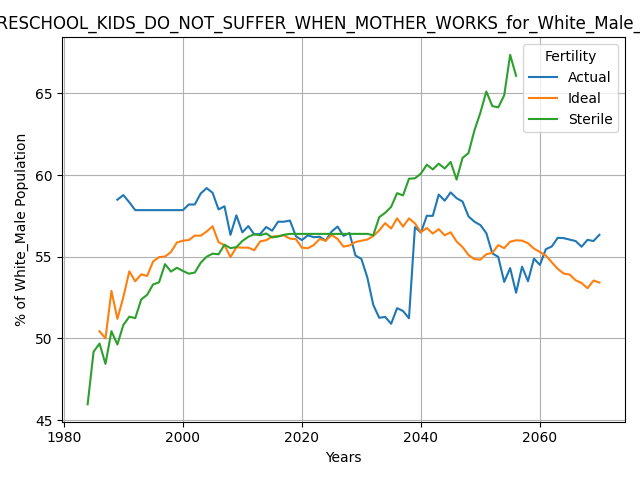 RESCHOOL_KIDS_DO_NOT_SUFFER_WHEN_MOTHER_WORKS_for_White_Male_
% of White_Male Population
65
60
55
50
45
Fertility
Actual
Ideal
Sterile
1980
2000
2020
2040
2060
Years